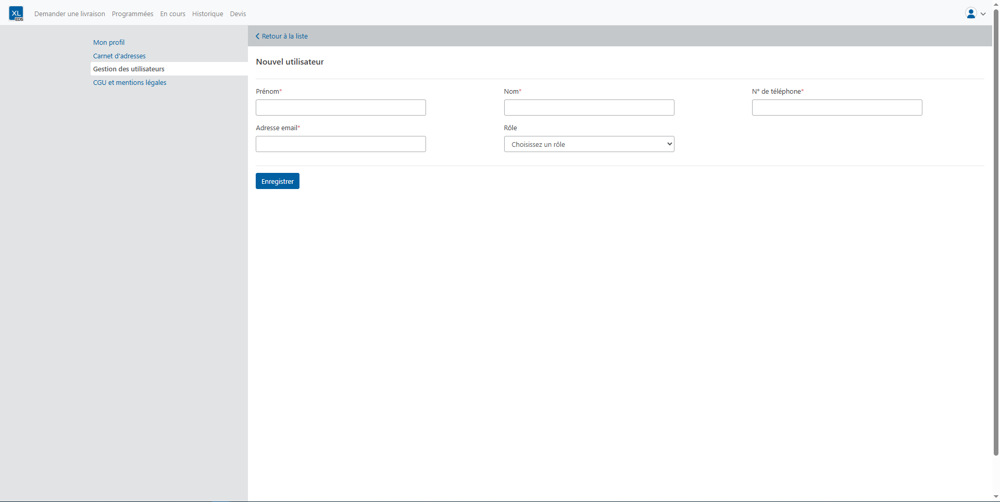 XL
EDS
Demander une livraison Programmées En cours Historique Devis
Mon profil
Carnet d'adresses
Gestion des utilisateurs
CGU et mentions légales
Retour à la liste
Nouvel utilisateur
Prénom* Nom* N° de téléphone*
Adresse email* Rôle
Choisissez un rôle
Enregistrer